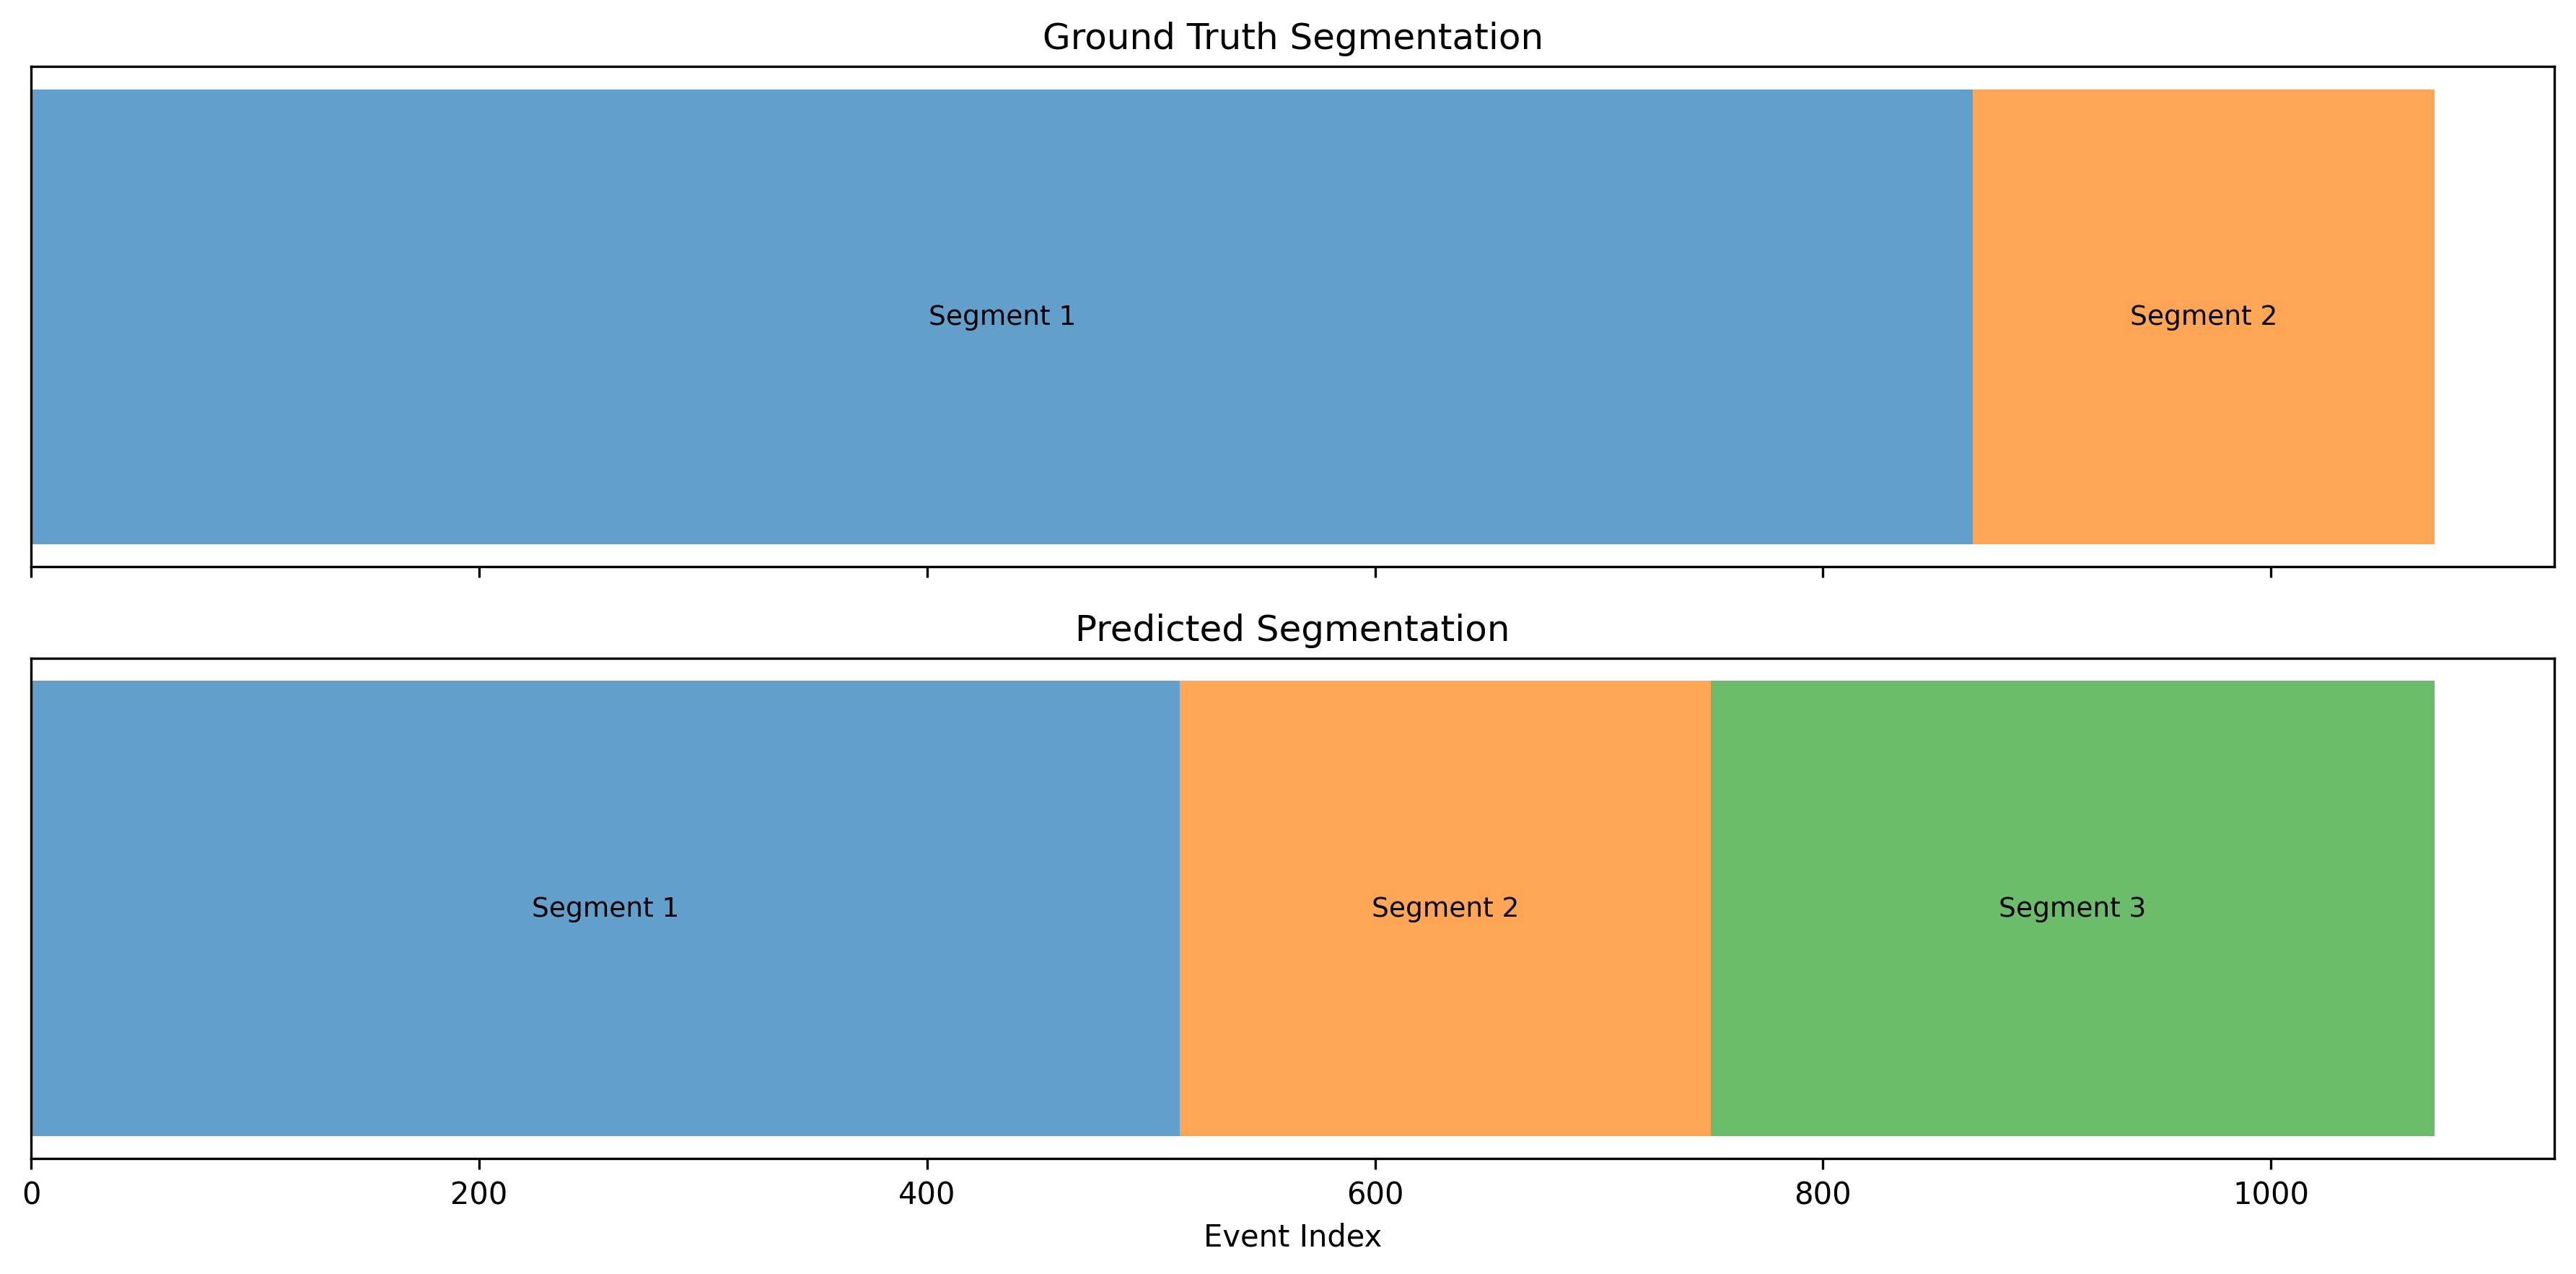 Ground Truth Segmentation
Segment 1
Segment 2
Predicted Segmentation
Segment 1
Segment 2
Segment 3
0 200 400 600 800 1000
Event Index